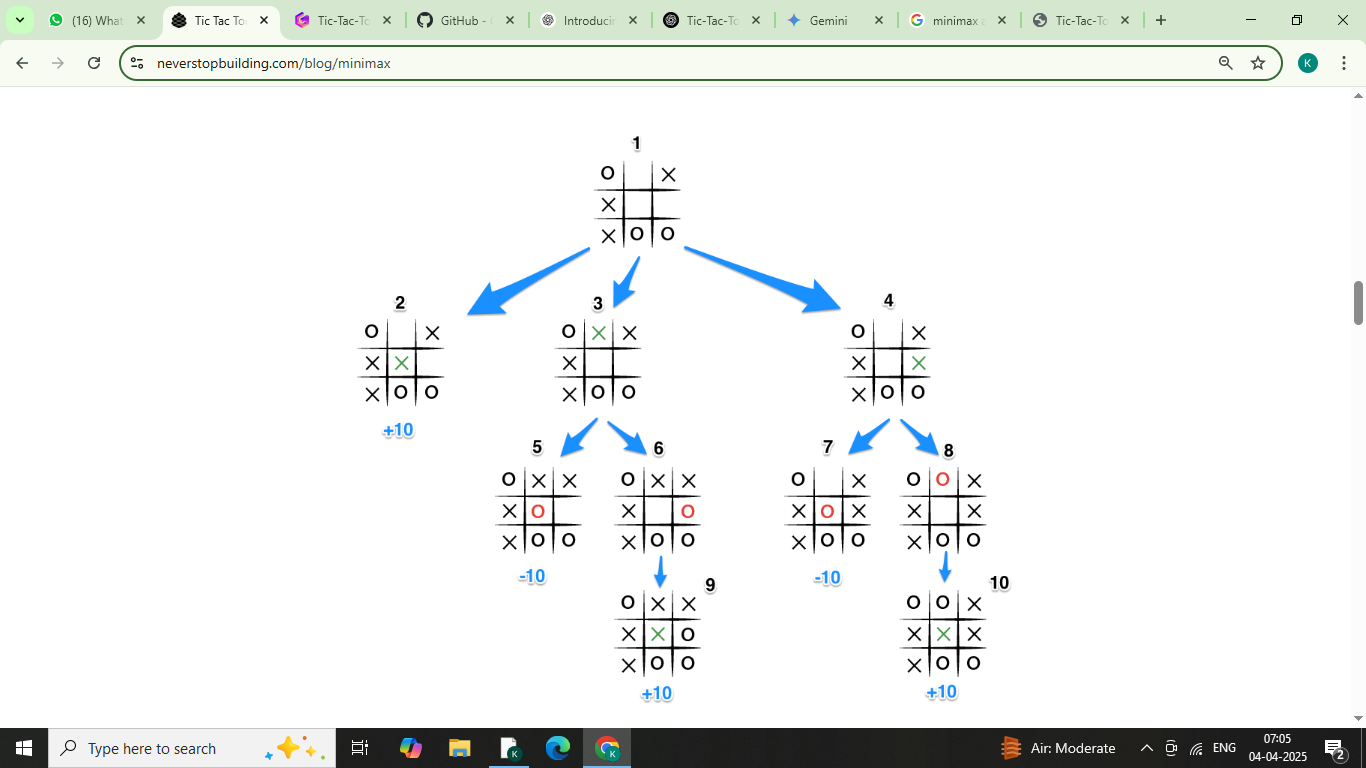 (16) What
Tic Tac To
Tic-Tac-To
GitHub - 
Introducin
Tic-Tac-To
Gemini
minimax a
Tic-Tac-To
neverstopbuilding.com/blog/minimax
K
1
O X
X
X O O
2 3 4
O X
X X
X O O
+10
O X X
X
X O O
O X
X X
X O O
5 6 7 8
O X X
X O
X O O
-10
O X X
X O
X O O
O X
X O X
X O O
-10
O O X
X X
X O O
9 10
O X X
X X O
X O O
+10
O O X
X X X
X O O
+10
Type here to search
K
K
Air: Moderate
ENG
07:05
04-04-2025
2